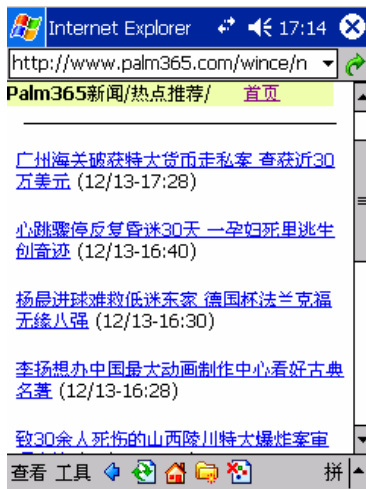 Internet Explorer 17:14
http://www.palm365.com/wince/n
Palm365新闻/热点推荐/ 首页
广州海关破获特大货币走私案 查获近30
万美元 (12/13-17:28)
心跳骤停反复昏迷30天 一孕妇死里逃生
创奇迹 (12/13-16:40)
杨晨进球难救低迷东家 德国杯法兰克福
无缘八强 (12/13-16:30)
李扬想办中国最大动画制作中心看好古典
名著 (12/13-16:28)
致30余人死伤的山西陵川特大爆炸案审
查看 工具 拼